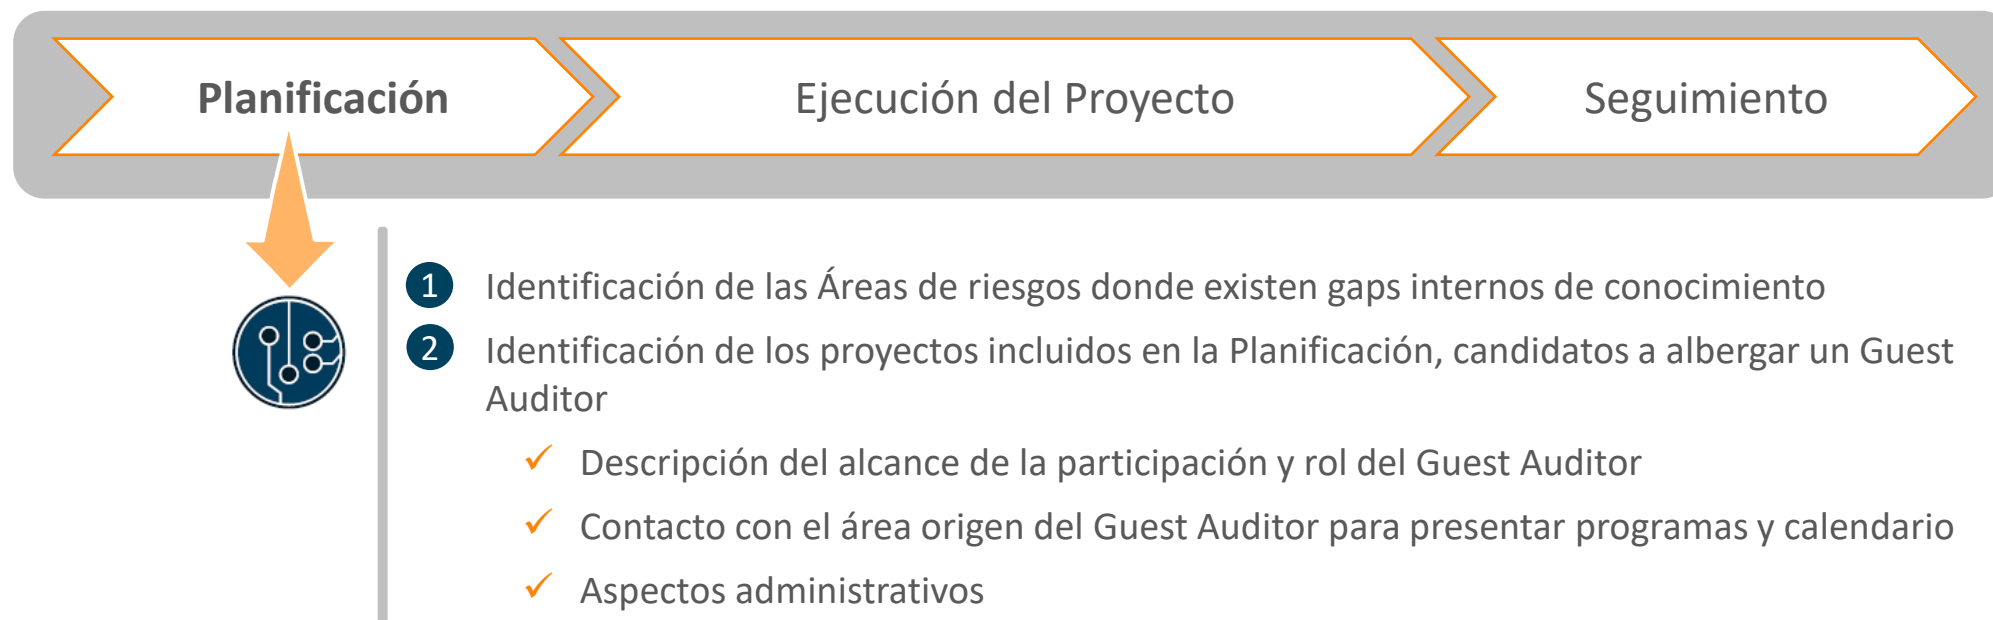 Planificación
Ejecución del Proyecto
Seguimiento
1 Identificación de las Áreas de riesgos donde existen gaps internos de conocimiento
2 Identificación de los proyectos incluidos en la Planificación, candidatos a albergar un Guest
Auditor
✓ Descripción del alcance de la participación y rol del Guest Auditor
✓ Contacto con el área origen del Guest Auditor para presentar programas y calendario
✓ Aspectos administrativos